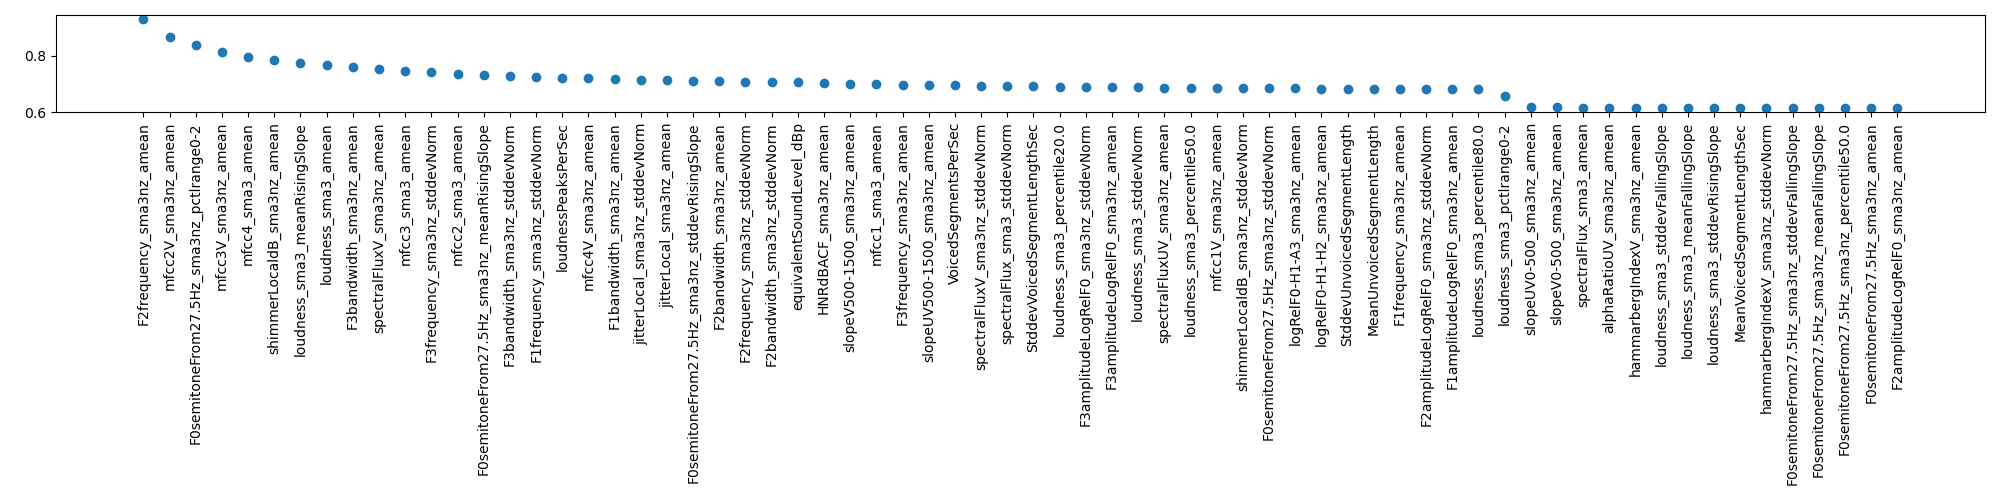 0.8
0.6
F2frequency_sma3nz_amean
mfcc2V_sma3nz_amean
F0semitoneFrom27.5Hz_sma3nz_pctlrange0-2
mfcc3V_sma3nz_amean
mfcc4_sma3_amean
shimmerLocaldB_sma3nz_amean
loudness_sma3_meanRisingSlope
loudness_sma3_amean
F3bandwidth_sma3nz_amean
spectralFluxV_sma3nz_amean
mfcc3_sma3_amean
F3frequency_sma3nz_stddevNorm
mfcc2_sma3_amean
F0semitoneFrom27.5Hz_sma3nz_meanRisingSlope
F3bandwidth_sma3nz_stddevNorm
F1frequency_sma3nz_stddevNorm
loudnessPeaksPerSec
mfcc4V_sma3nz_amean
F1bandwidth_sma3nz_amean
jitterLocal_sma3nz_stddevNorm
jitterLocal_sma3nz_amean
F0semitoneFrom27.5Hz_sma3nz_stddevRisingSlope
F2bandwidth_sma3nz_amean
F2frequency_sma3nz_stddevNorm
F2bandwidth_sma3nz_stddevNorm
equivalentSoundLevel_dBp
HNRdBACF_sma3nz_amean
slopeV500-1500_sma3nz_amean
mfcc1_sma3_amean
F3frequency_sma3nz_amean
slopeUV500-1500_sma3nz_amean
VoicedSegmentsPerSec
spectralFluxV_sma3nz_stddevNorm
spectralFlux_sma3_stddevNorm
StddevVoicedSegmentLengthSec
loudness_sma3_percentile20.0
F3amplitudeLogRelF0_sma3nz_stddevNorm
F3amplitudeLogRelF0_sma3nz_amean
loudness_sma3_stddevNorm
spectralFluxUV_sma3nz_amean
loudness_sma3_percentile50.0
mfcc1V_sma3nz_amean
shimmerLocaldB_sma3nz_stddevNorm
F0semitoneFrom27.5Hz_sma3nz_stddevNorm
logRelF0-H1-A3_sma3nz_amean
logRelF0-H1-H2_sma3nz_amean
StddevUnvoicedSegmentLength
MeanUnvoicedSegmentLength
F1frequency_sma3nz_amean
F2amplitudeLogRelF0_sma3nz_stddevNorm
F1amplitudeLogRelF0_sma3nz_amean
loudness_sma3_percentile80.0
loudness_sma3_pctlrange0-2
slopeUV0-500_sma3nz_amean
slopeV0-500_sma3nz_amean
spectralFlux_sma3_amean
alphaRatioUV_sma3nz_amean
hammarbergIndexV_sma3nz_amean
loudness_sma3_stddevFallingSlope
loudness_sma3_meanFallingSlope
loudness_sma3_stddevRisingSlope
MeanVoicedSegmentLengthSec
hammarbergIndexV_sma3nz_stddevNorm
F0semitoneFrom27.5Hz_sma3nz_stddevFallingSlope
F0semitoneFrom27.5Hz_sma3nz_meanFallingSlope
F0semitoneFrom27.5Hz_sma3nz_percentile50.0
F0semitoneFrom27.5Hz_sma3nz_amean
F2amplitudeLogRelF0_sma3nz_amean